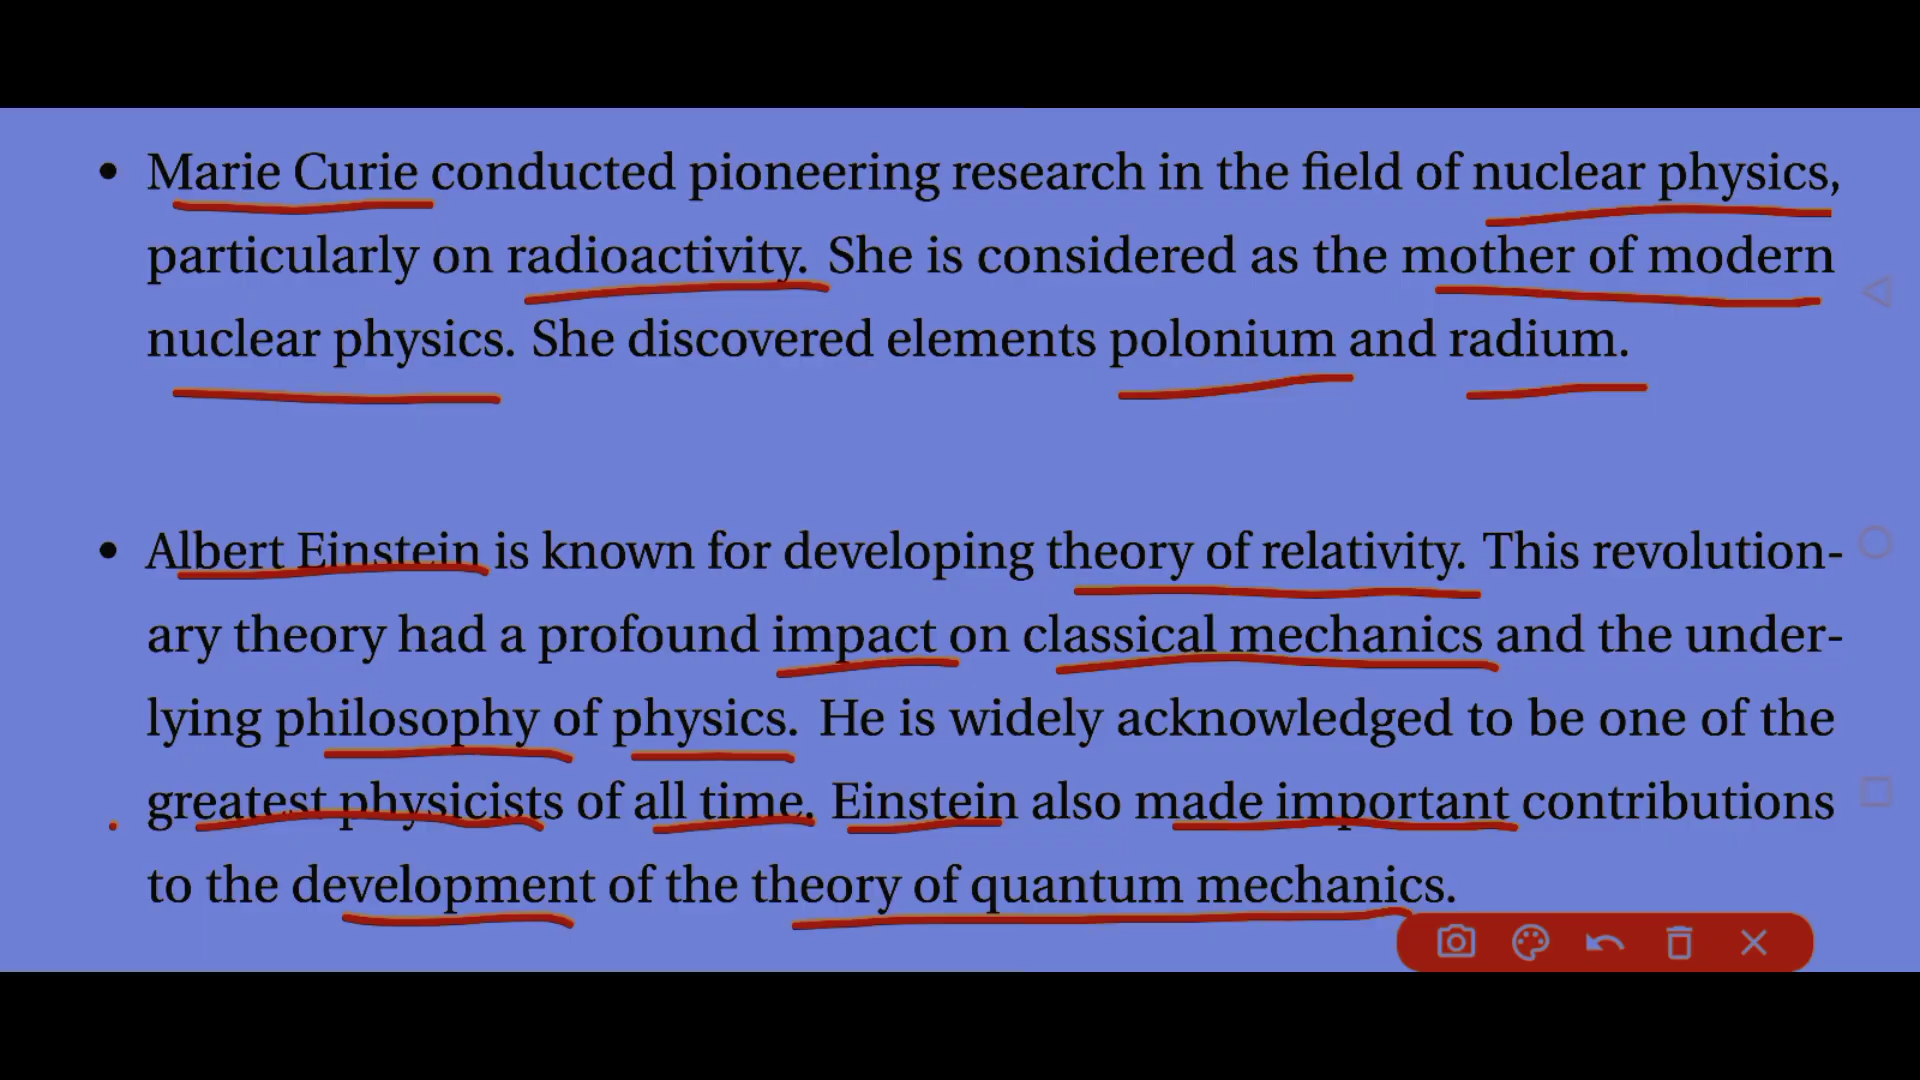 • Marie Curie conducted pioneering research in the field of nuclear physics,
particularly on radioactivity. She is considered as the mother of modern
nuclear physics. She discovered elements polonium and radium.
• Albert Einstein is known for developing theory of relativity. This revolution-
ary theory had a profound impact on classical mechanics and the under-
lying philosophy of physics. He is widely acknowledged to be one of the
greatest physicists of all time. Einstein also made important contributions
to the development of the theory of quantum mechanics.